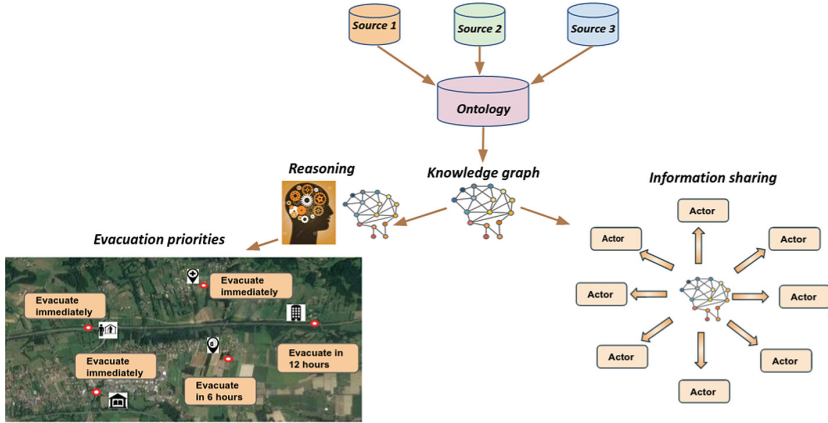 Source 1
Source 2
Source 3
Ontology
Reasoning
Knowledge graph
Information sharing
Evacuation priorities
Actor
Actor
Actor
Actor
Actor
Actor
Actor
Actor
Evacuate
immediately
Evacuate
immediately
Evacuate
immediately
Evacuate
in 6 hours
Evacuate in
12 hours